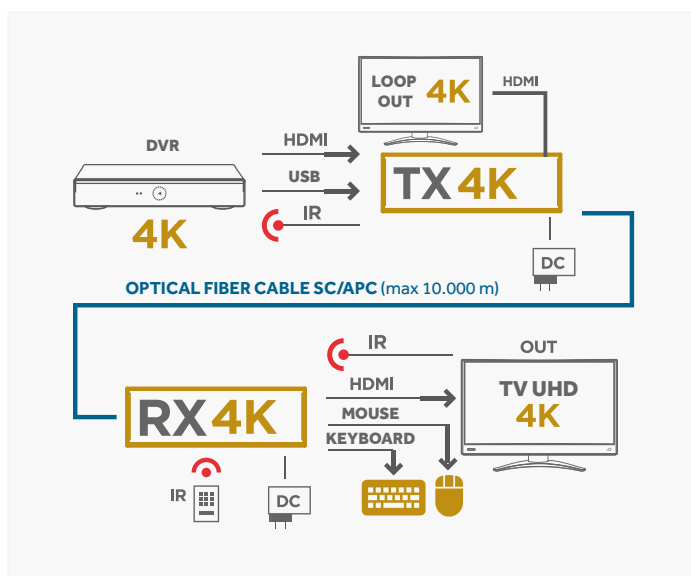 LOOP
OUT
4K
HDMI
DVR
HDMI
USB
IR
4K
TX 4K
DC
OPTICAL FIBER CABLE SC/APC (max 10.000 m)
IR
OUT
HDMI
TV UHD
4K
MOUSE
KEYBOARD
RX 4K
IR
DC